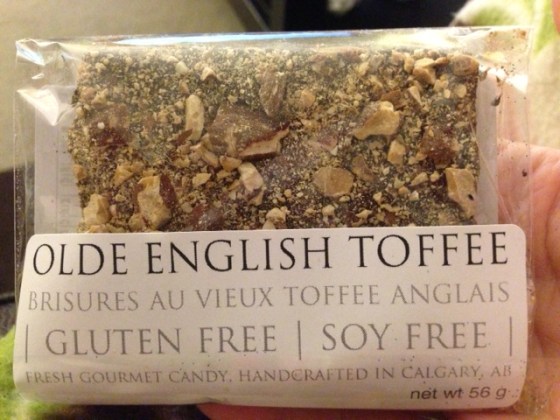 OLDE ENGLISH TOFFEE
BRISURES AU VIEUX TOFFEE ANGLAIS
| GLUTEN FREE | SOY FREE |
FRESH GOURMET CANDY, HANDCRAFTED IN CALGARY, AB
net wt 56 g